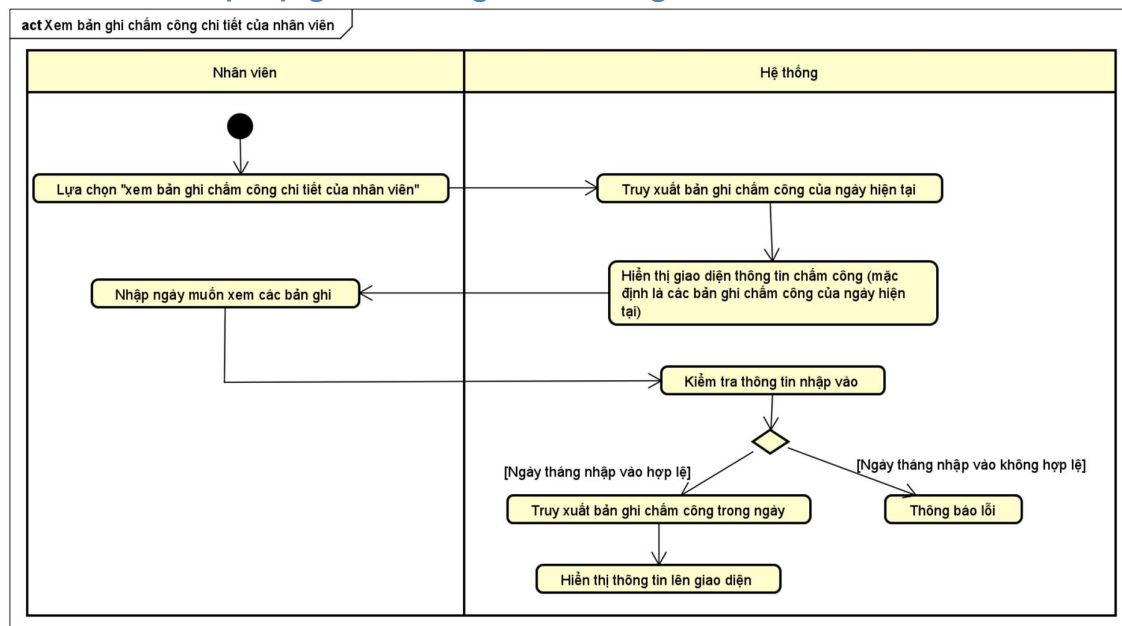 act Xem bản ghi chấm công chi tiết của nhân viên
Nhân viên
Hệ thống
Lựa chọn "xem bản ghi chấm công chi tiết của nhân viên"
Truy xuất bản ghi chấm công của ngày hiện tại
Hiển thị giao diện thông tin chấm công (mặc
định là các bản ghi chấm công của ngày hiện
tại)
Nhập ngày muốn xem các bản ghi
Kiểm tra thông tin nhập vào
[Ngày tháng nhập vào hợp lệ]
[Ngày tháng nhập vào không hợp lệ]
Truy xuất bản ghi chấm công trong ngày
Thông báo lỗi
Hiển thị thông tin lên giao diện